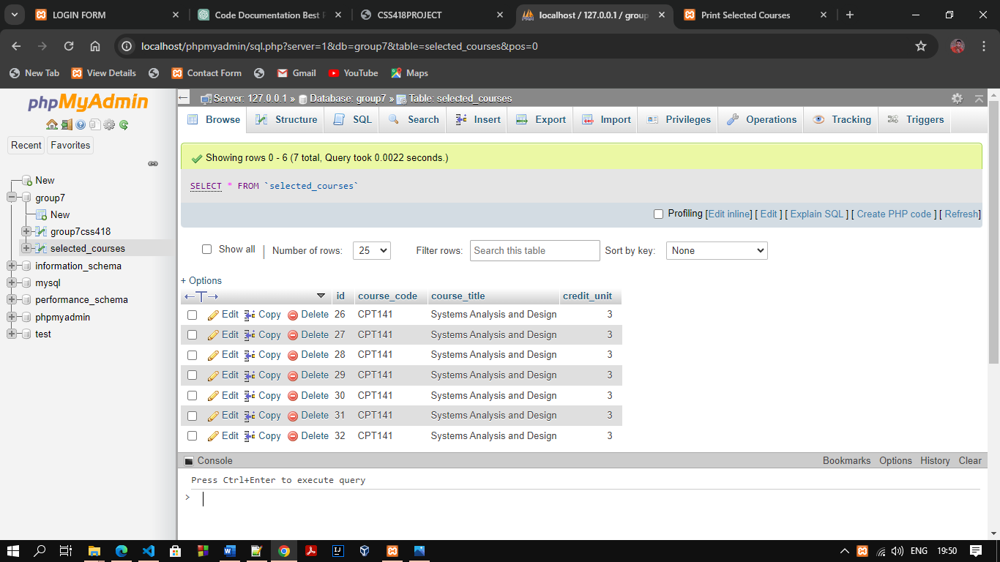 LOGIN FORM
Code Documentation Best P
CSS418PROJECT
localhost / 127.0.0.1 / group
Print Selected Courses
localhost/phpmyadmin/sql.php?server=1&db=group7&table=selected_courses&pos=0
New Tab View Details Contact Form Gmail YouTube Maps
phpMyAdmin
Recent Favorites
New
group7
New
group7css418
selected_courses
information_schema
mysql
performance_schema
phpmyadmin
test
Server: 127.0.0.1 » Database: group7 » Table: selected_courses
Browse Structure SQL Search Insert Export Import Privileges Operations Tracking Triggers
Showing rows 0 - 6 (7 total, Query took 0.0022 seconds.)
SELECT * FROM `selected_courses`
Profiling [Edit inline] [ Edit ] [ Explain SQL ] [ Create PHP code ] [ Refresh]
Show all | Number of rows: 25 Filter rows: Search this table Sort by key: None
+ Options
←T→ id course_code course_title credit_unit
Edit Copy Delete 26 CPT141 Systems Analysis and Design 3
Edit Copy Delete 27 CPT141 Systems Analysis and Design 3
Edit Copy Delete 28 CPT141 Systems Analysis and Design 3
Edit Copy Delete 29 CPT141 Systems Analysis and Design 3
Edit Copy Delete 30 CPT141 Systems Analysis and Design 3
Edit Copy Delete 31 CPT141 Systems Analysis and Design 3
Edit Copy Delete 32 CPT141 Systems Analysis and Design 3
Console Bookmarks Options History Clear
Press Ctrl+Enter to execute query
>
ENG 19:50